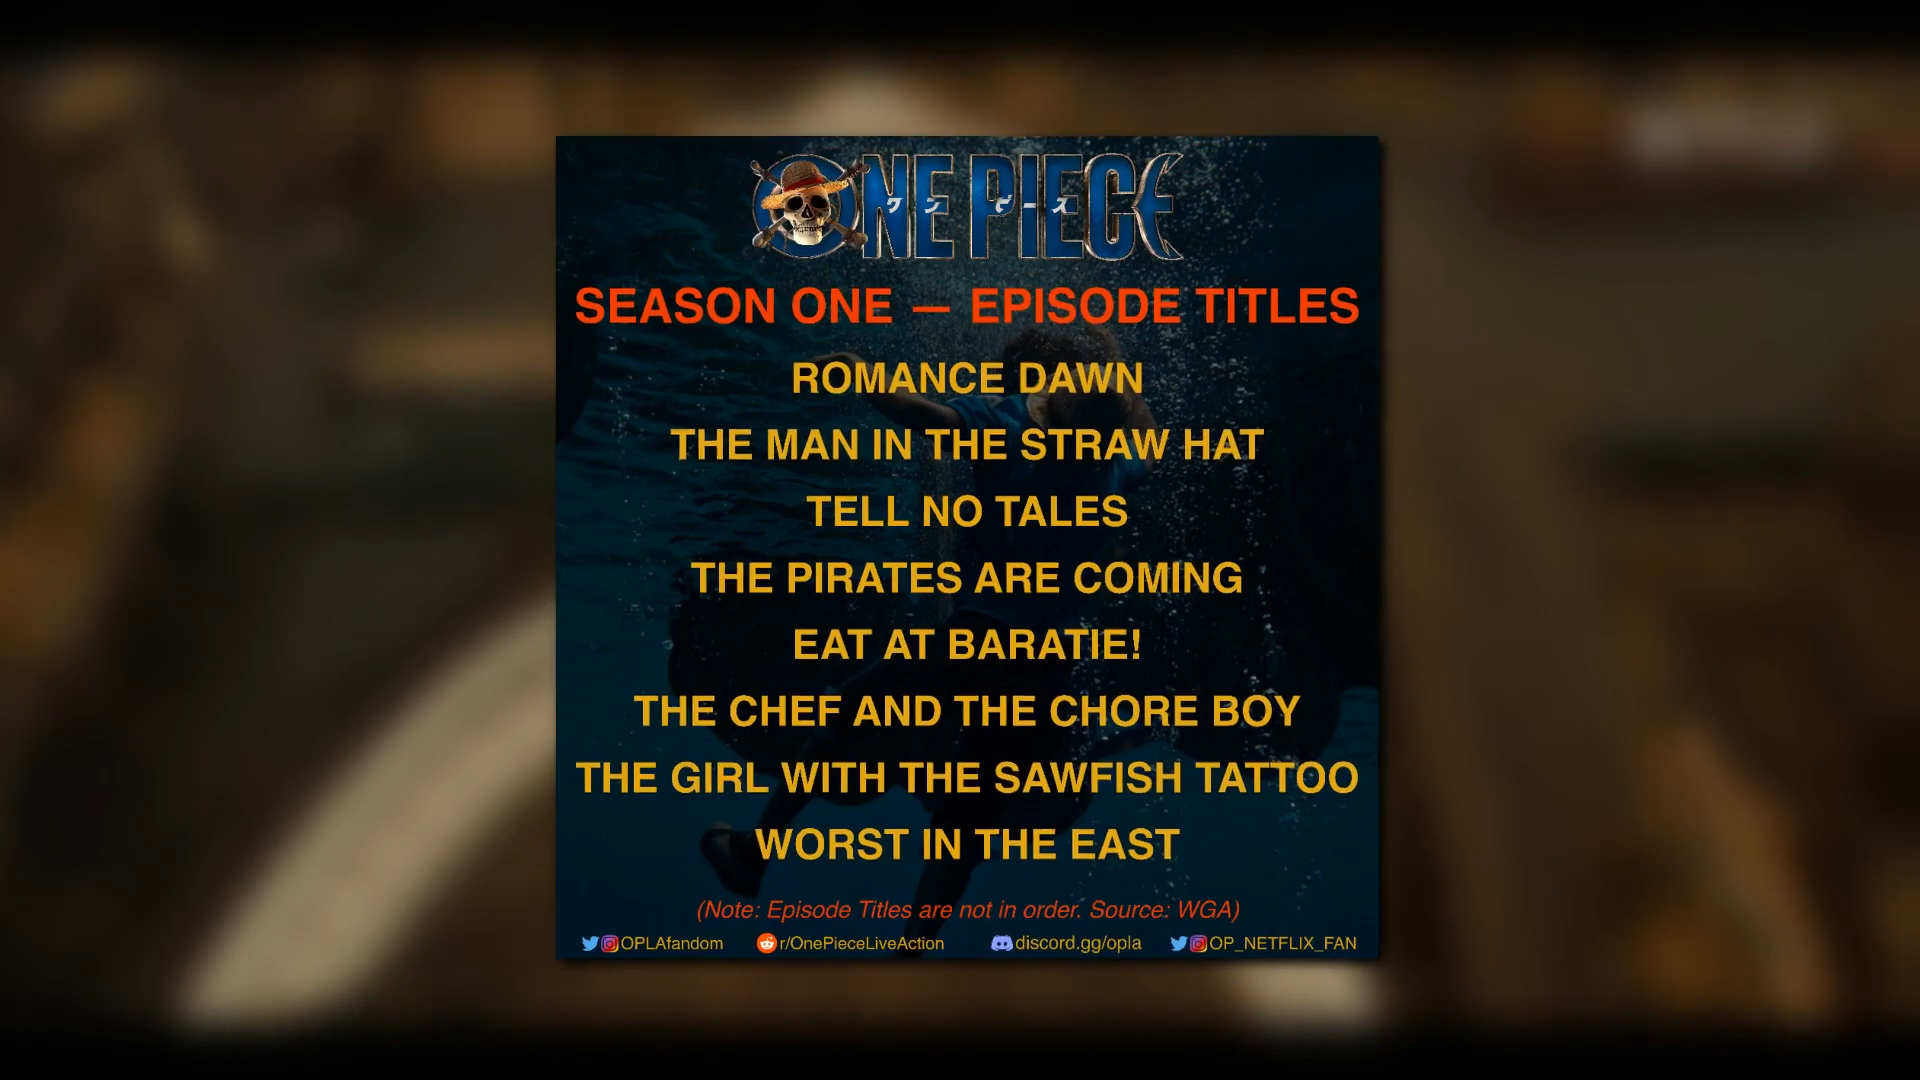 ONE PIECE
ワンピース
SEASON ONE — EPISODE TITLES
ROMANCE DAWN
THE MAN IN THE STRAW HAT
TELL NO TALES
THE PIRATES ARE COMING
EAT AT BARATIE!
THE CHEF AND THE CHORE BOY
THE GIRL WITH THE SAWFISH TATTOO
WORST IN THE EAST
(Note: Episode Titles are not in order. Source: WGA)
OPLAfandom r/OnePieceLiveAction discord.gg/opla OP_NETFLIX_FAN